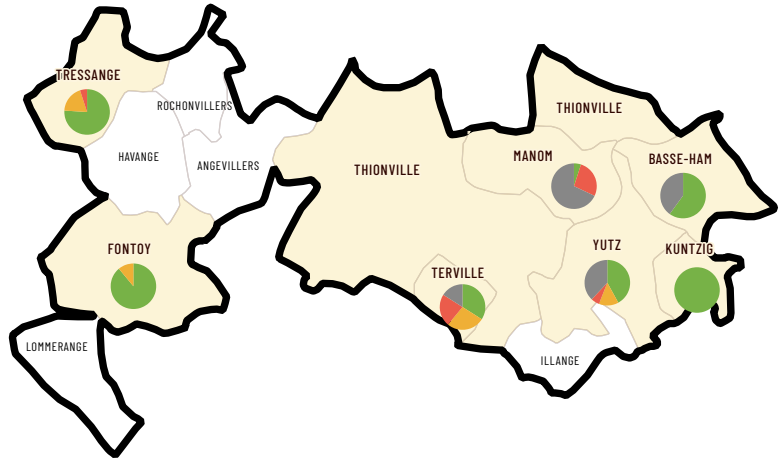 TRESSANGE
ROCHONVILLERS
THIONVILLE
HAVANGE
ANGEVILLERS
THIONVILLE
MANOM
BASSE-HAM
FONTOY
TERVILLE
YUTZ
KUNTZIG
LOMMERANGE
ILLANGE